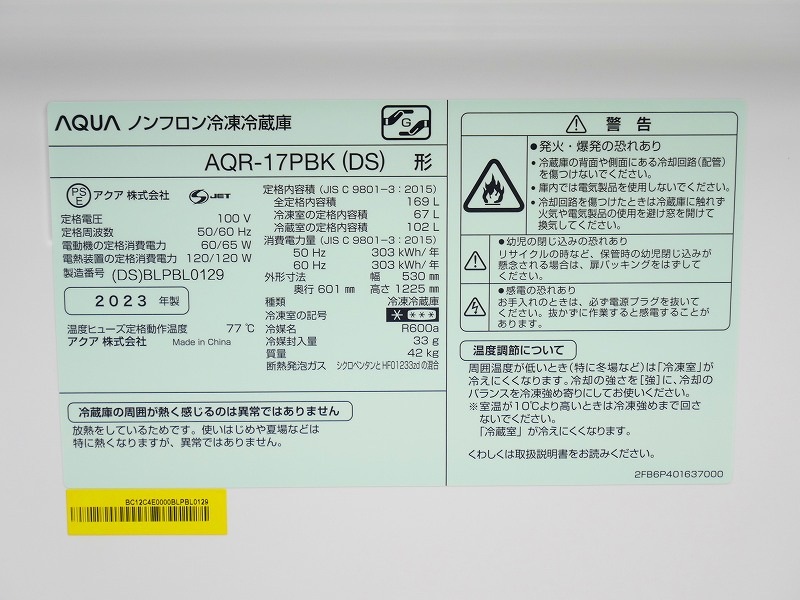 AQUA ノンフロン冷凍冷蔵庫
G
AQR-17PBK (DS) 形
PSE アクア 株式会社 S-JET
定格電圧 100 V
定格周波数 50/60 Hz
電動機の定格消費電力 60/65 W
電熱装置の定格消費電力 120/120 W
製造番号 (DS)BLPBL0129
2023 年製
温度ヒューズ定格動作温度 77℃
アクア 株式会社 Made in China
定格内容積 (JIS C 9801-3:2015)
全定格内容積 169 L
冷凍室の定格内容積 67 L
冷蔵室の定格内容積 102 L
消費電力量 (JIS C 9801-3:2015)
50 Hz 303 kWh/年
60 Hz 303 kWh/年
外形寸法 幅 530 mm
奥行 601 mm 高さ 1225 mm
種類 冷凍冷蔵庫
冷凍室の記号 * ***
冷媒名 R600a
冷媒封入量 33 g
質量 42 kg
断熱発泡ガス シクロペンタンとHFO1233zdの混合
冷蔵庫の周囲が熱く感じるのは異常ではありません
放熱をしているためです。使いはじめや夏場などは
特に熱くなりますが、異常ではありません。
警告
●発火・爆発の恐れあり
・冷蔵庫の背面や側面にある冷却回路(配管)
を傷つけないでください。
・庫内では電気製品を使用しないでください。
・冷却回路を傷つけたときは冷蔵庫に触れず
火気や電気製品の使用を避け窓を開けて
換気してください。
●幼児の閉じ込みの恐れあり
リサイクルの時など、保管時の幼児閉じ込みが
懸念される場合は、扉パッキングをはずして
ください。
●感電の恐れあり
お手入れのときは、必ず電源プラグを抜いて
ください。抜かずに作業すると感電することが
あります。
温度調節について
周囲温度が低いとき(特に冬場など)は「冷凍室」が
冷えにくくなります。冷却の強さを[強]に、冷却の
バランスを冷凍強め寄りにしてお使いください。
※室温が10℃より高いときは冷凍強めまで回さ
ないでください。
「冷蔵室」が冷えにくくなります。
くわしくは取扱説明書をお読みください。
2FB6P401637000
BC12C4E0000BLPBL0129